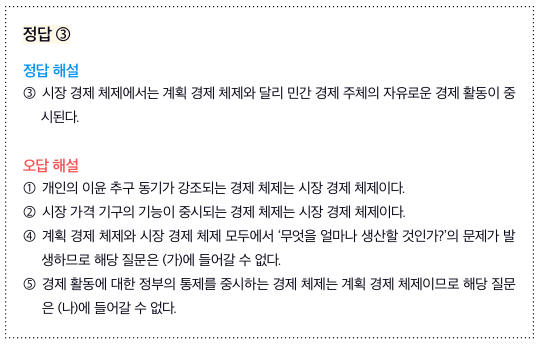 정답 ③
정답 해설
③ 시장 경제 체제에서는 계획 경제 체제와 달리 민간 경제 주체의 자유로운 경제 활동이 중
시된다.
오답 해설
① 개인의 이윤 추구 동기가 강조되는 경제 체제는 시장 경제 체제이다.
② 시장 가격 기구의 기능이 중시되는 경제 체제는 시장 경제 체제이다.
④ 계획 경제 체제와 시장 경제 체제 모두에서 ‘무엇을 얼마나 생산할 것인가?’의 문제가 발
생하므로 해당 질문은 (가)에 들어갈 수 없다.
⑤ 경제 활동에 대한 정부의 통제를 중시하는 경제 체제는 계획 경제 체제이므로 해당 질문
은 (나)에 들어갈 수 없다.